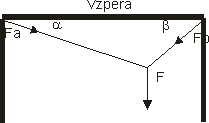 Vzpera
Fa α β Fb
F